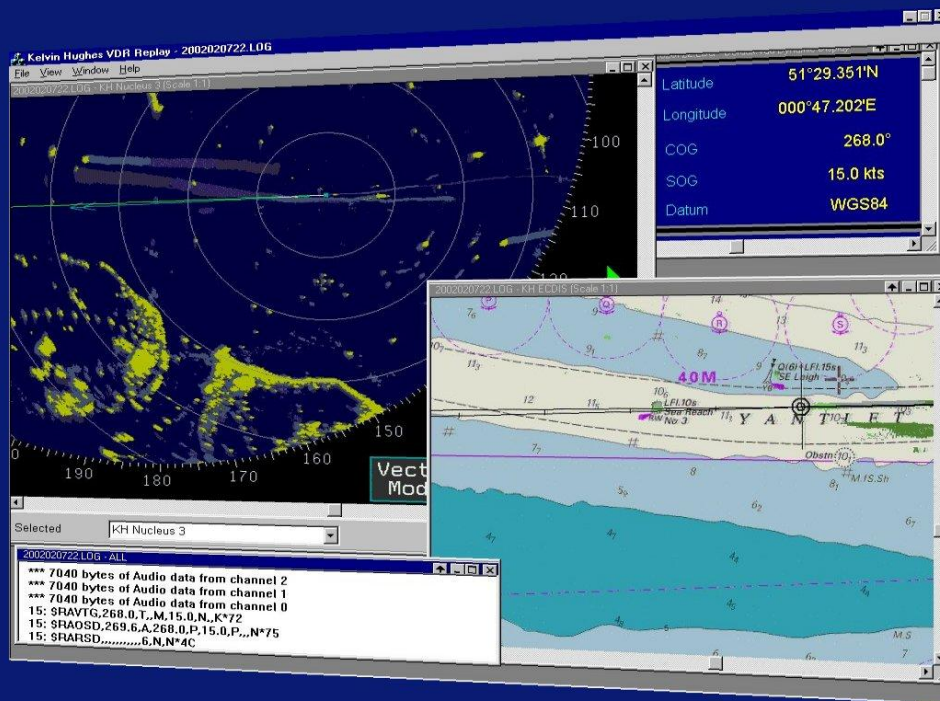 Kelvin Hughes VDR Replay - 2002020722.LOG
File View Window Help
2002020722.LOG - KH Nucleus 3 (Scale 1:1)
100
110
150
160
170
180
190
Vect
Mod
Latitude 51°29.351'N
Longitude 000°47.202'E
COG 268.0°
SOG 15.0 kts
Datum WGS84
2002020722.LOG - KH ECDIS (Scale 1:1)
P
Q
R
S
40M
Q(6)+LFl.15s
SE Leigh
LFl.10s
Sea Reach
No 3
RW
YB
Y A N T L E T
Obstn
M.fS.Sh
M.S
Selected KH Nucleus 3
2002020722.LOG - ALL
*** 7040 bytes of Audio data from channel 2
*** 7040 bytes of Audio data from channel 1
*** 7040 bytes of Audio data from channel 0
15: $RAVTG,268.0,T,,M,15.0,N,,K*72
15: $RAOSD,269.6,A,268.0,P,15.0,P,,,N*75
15: $RARSD,,,,,,,,,,,6,N,N*4C